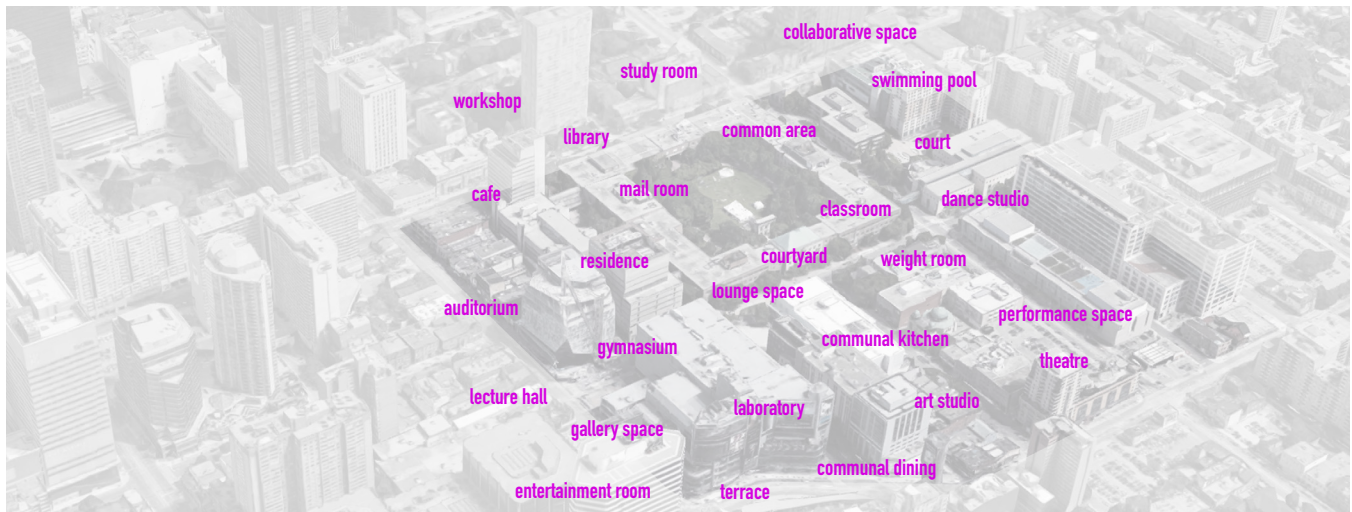 collaborative space
study room
swimming pool
workshop
common area
library
court
mail room
cafe
dance studio
classroom
courtyard
weight room
residence
lounge space
auditorium
performance space
communal kitchen
gymnasium
theatre
lecture hall
art studio
laboratory
gallery space
communal dining
entertainment room
terrace